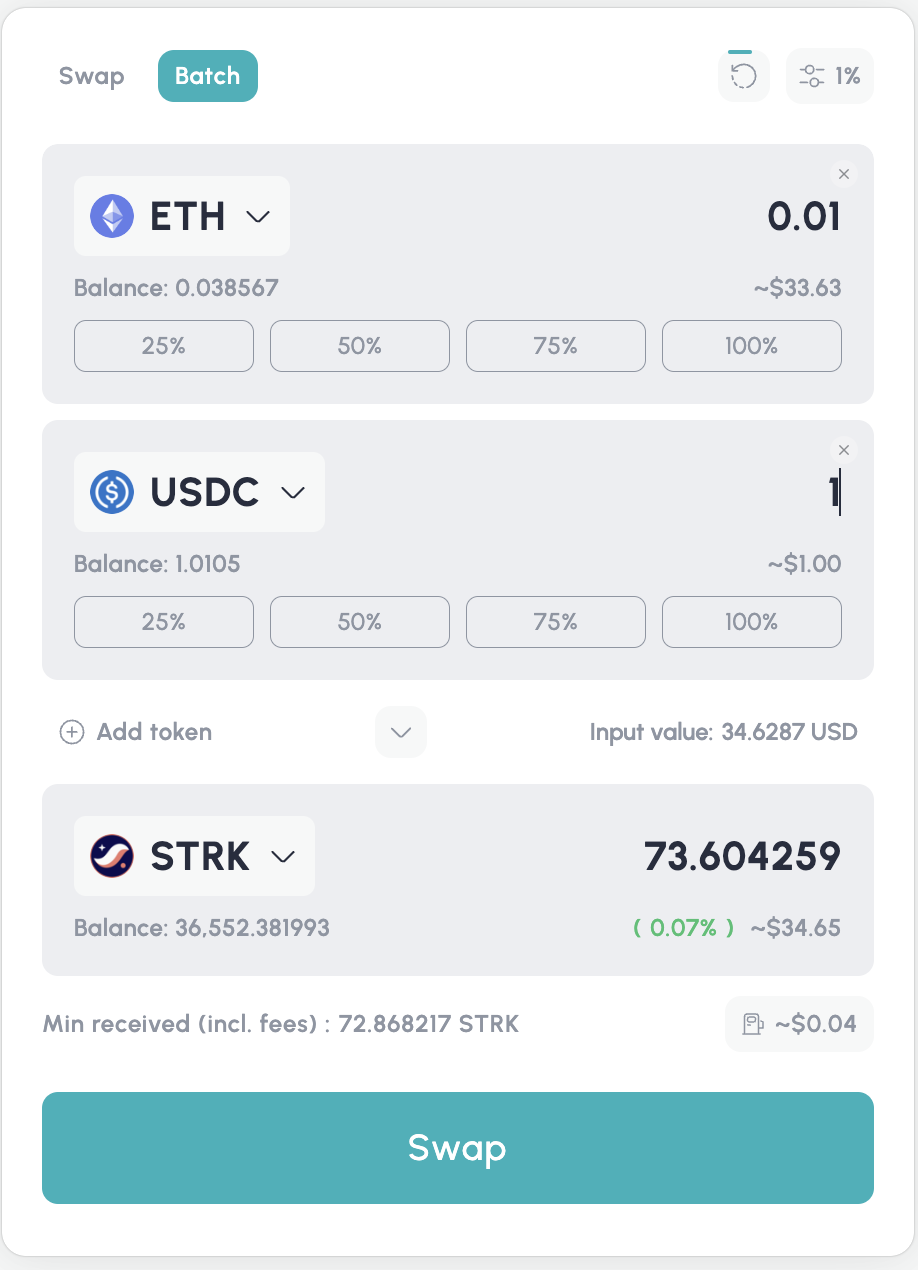 Swap Batch 1%
ETH 0.01
Balance: 0.038567 ~$33.63
25% 50% 75% 100%
USDC 1
Balance: 1.0105 ~$1.00
25% 50% 75% 100%
Add token Input value: 34.6287 USD
STRK 73.604259
Balance: 36,552.381993 ( 0.07% ) ~$34.65
Min received (incl. fees) : 72.868217 STRK ~$0.04
Swap